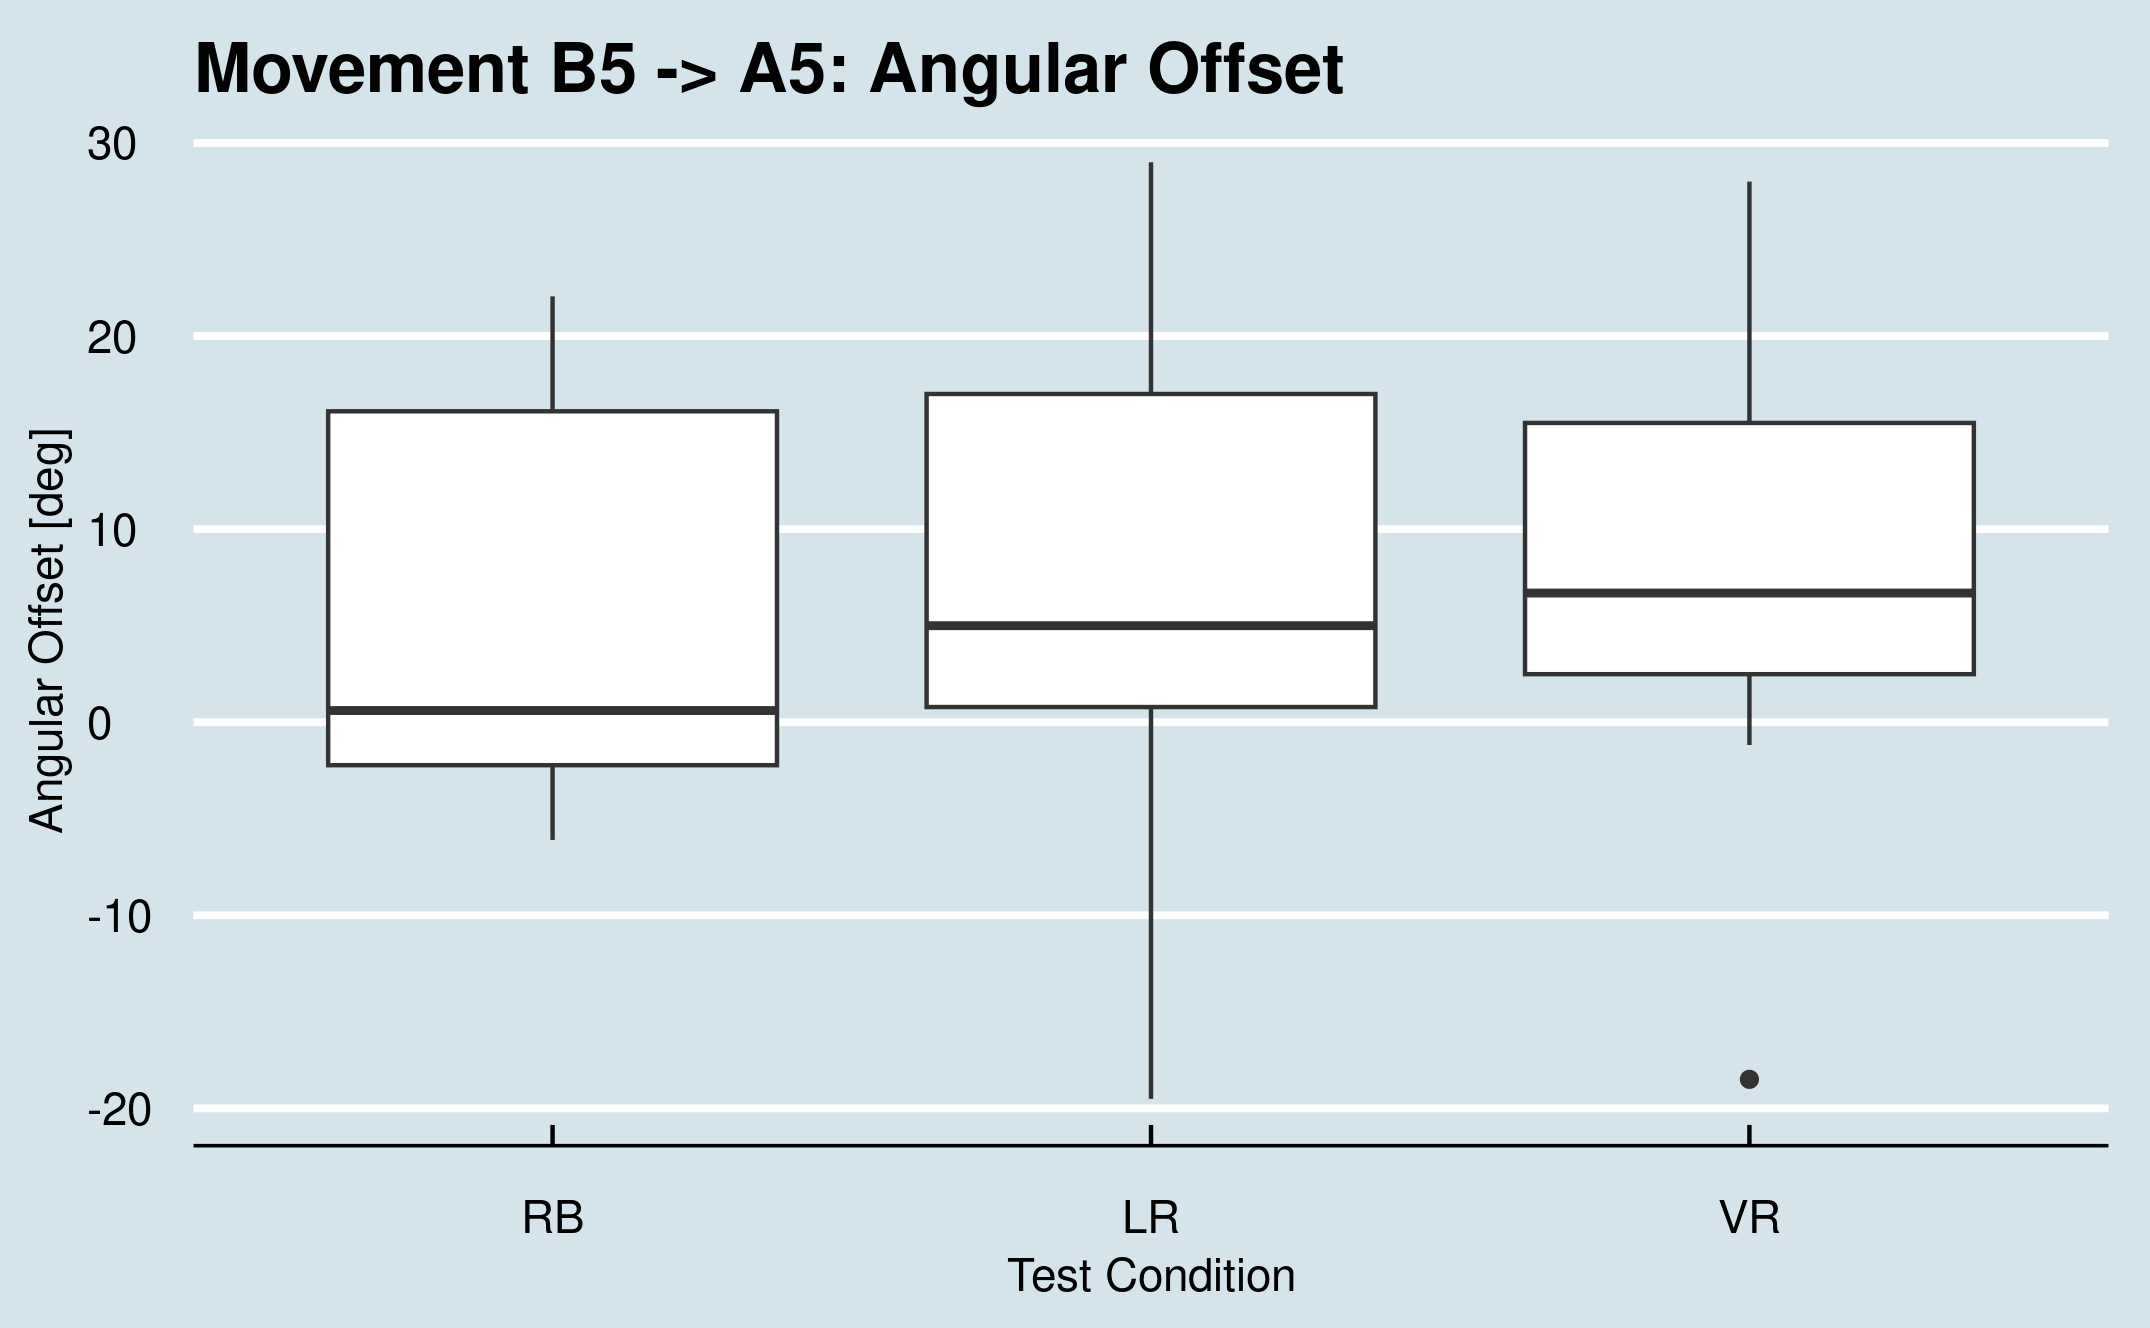 Movement B5 -> A5: Angular Offset
Angular Offset [deg]
30
20
10
0
-10
-20
RB
LR
VR
Test Condition